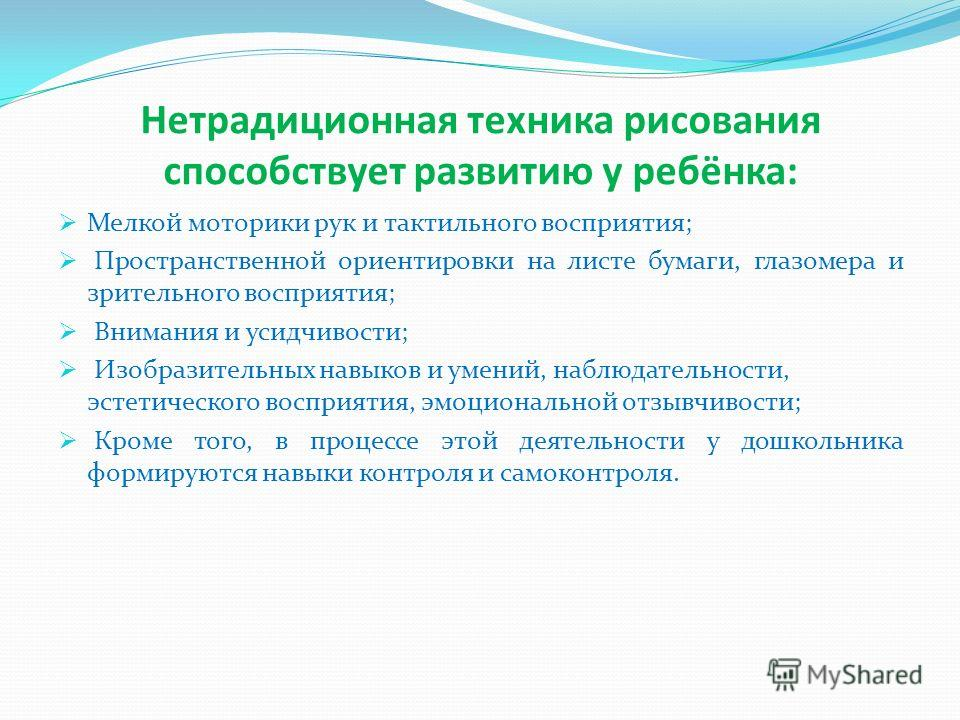 Нетрадиционная техника рисования
способствует развитию у ребёнка:
Мелкой моторики рук и тактильного восприятия;
Пространственной ориентировки на листе бумаги, глазомера и
зрительного восприятия;
Внимания и усидчивости;
Изобразительных навыков и умений, наблюдательности,
эстетического восприятия, эмоциональной отзывчивости;
Кроме того, в процессе этой деятельности у дошкольника
формируются навыки контроля и самоконтроля.
MyShared